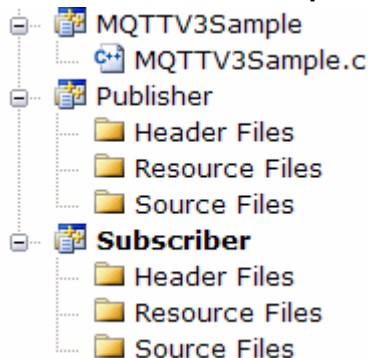 MQTTV3Sample
MQTTV3Sample.c
Publisher
Header Files
Resource Files
Source Files
Subscriber
Header Files
Resource Files
Source Files